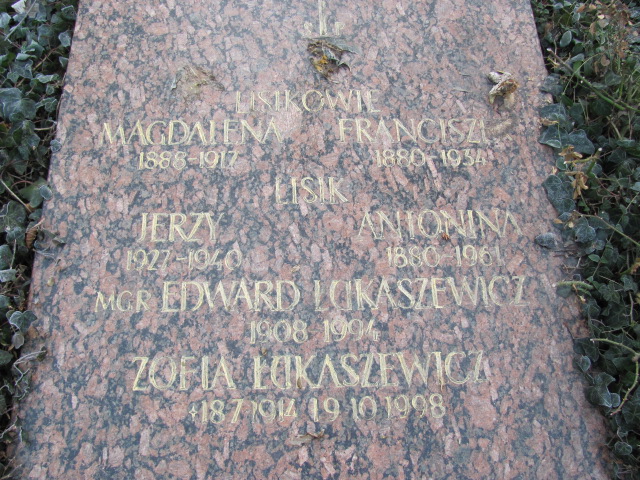 Ś P
LISIKOWIE
MAGDALENA FRANCISZEK
1888-1917 1880-1954
LISIK
JERZY ANTONINA
1927-1940 1880-1961
MGR EDWARD ŁUKASZEWICZ
1908 1994
ZOFIA ŁUKASZEWICZ
*18 7 1914 19 10 1998